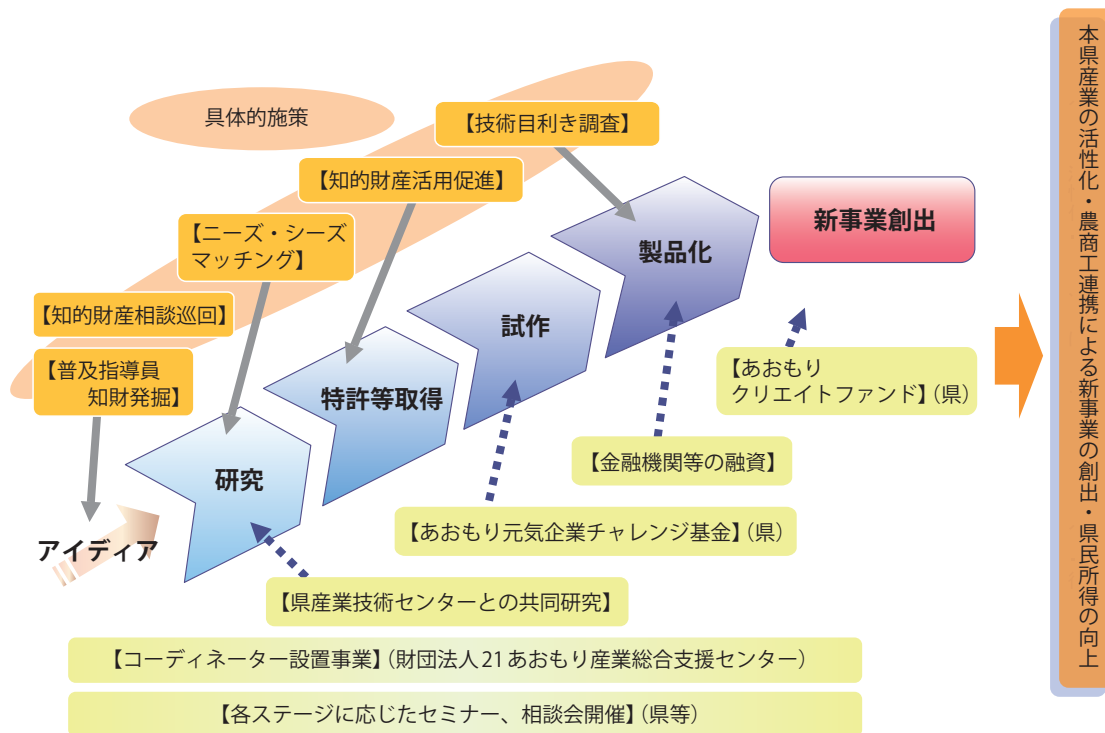 具体的施策
【技術目利き調査】
【知的財産活用促進】
【ニーズ・シーズ
マッチング】
【知的財産相談巡回】
【普及指導員
知財発掘】
アイディア
研究
特許等取得
試作
製品化
新事業創出
【あおもり
クリエイトファンド】(県)
【金融機関等の融資】
【あおもり元気企業チャレンジ基金】(県)
【県産業技術センターとの共同研究】
【コーディネーター設置事業】(財団法人21あおもり産業総合支援センター)
【各ステージに応じたセミナー、相談会開催】(県等)
本県産業の活性化・農商工連携による新事業の創出・県民所得の向上